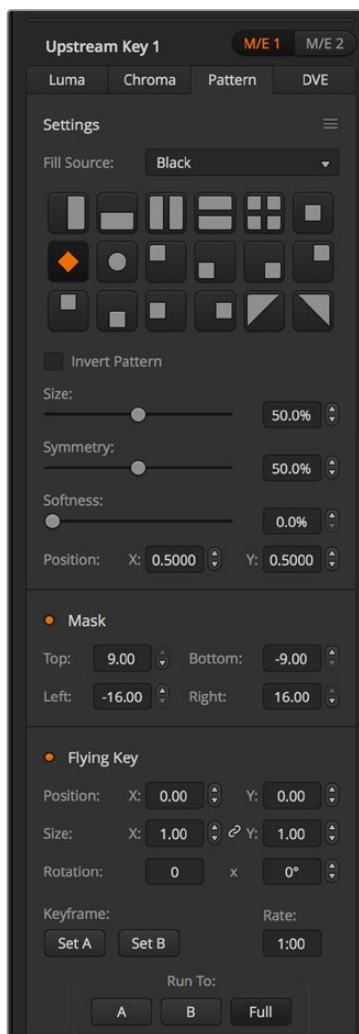 Upstream Key 1 M/E 1 M/E 2
Luma Chroma Pattern DVE
Settings
Fill Source: Black
Invert Pattern
Size:
50.0%
Symmetry:
50.0%
Softness:
0.0%
Position: X: 0.5000 Y: 0.5000
Mask
Top: 9.00 Bottom: -9.00
Left: -16.00 Right: 16.00
Flying Key
Position: X: 0.00 Y: 0.00
Size: X: 1.00 Y: 1.00
Rotation: 0 x 0°
Keyframe: Rate:
Set A Set B 1:00
Run To:
A B Full